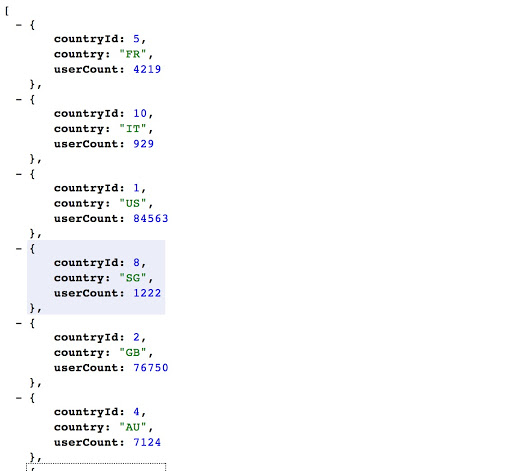 [
- {
countryId: 5,
country: "FR",
userCount: 4219
},
- {
countryId: 10,
country: "IT",
userCount: 929
},
- {
countryId: 1,
country: "US",
userCount: 84563
},
- {
countryId: 8,
country: "SG",
userCount: 1222
},
- {
countryId: 2,
country: "GB",
userCount: 76750
},
- {
countryId: 4,
country: "AU",
userCount: 7124
},